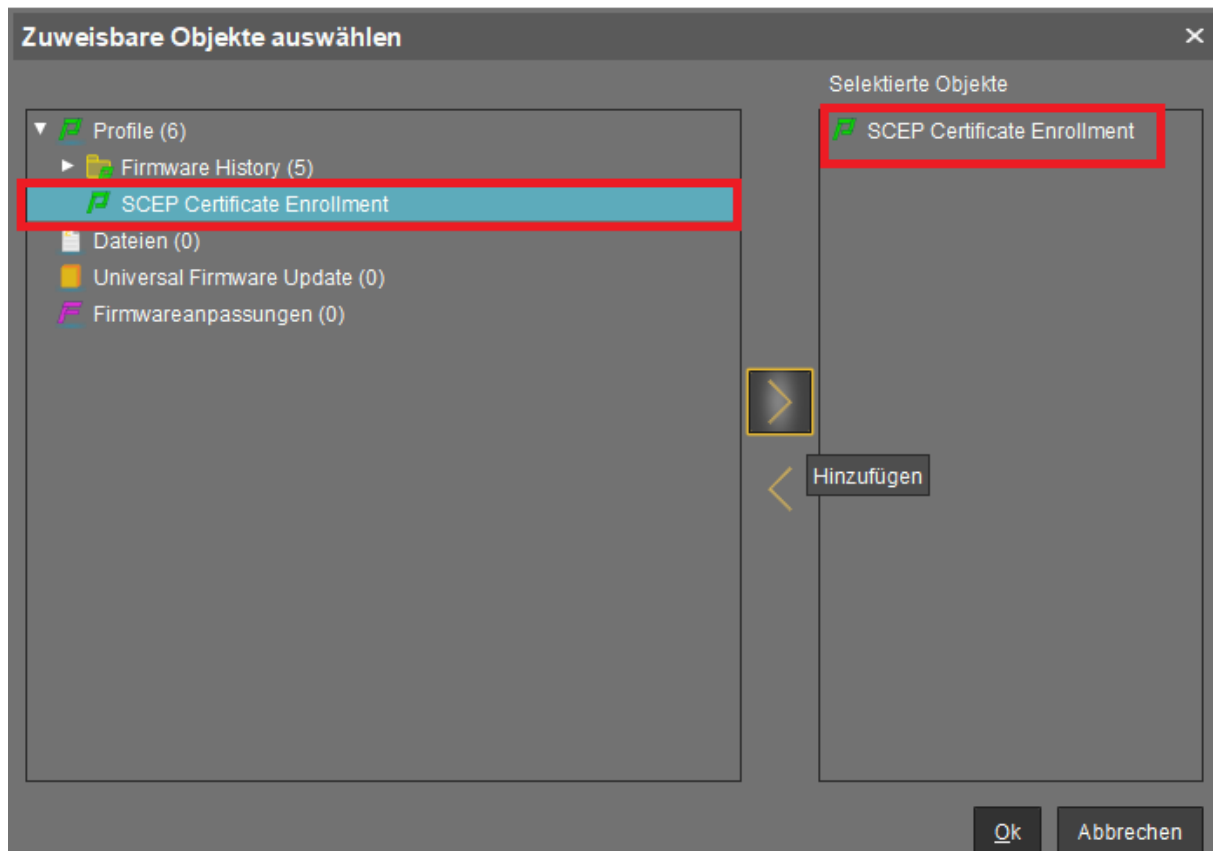 Zuweisbare Objekte auswählen
Selektierte Objekte
Profile (6)
Firmware History (5)
SCEP Certificate Enrollment
Dateien (0)
Universal Firmware Update (0)
Firmwareanpassungen (0)
SCEP Certificate Enrollment
Hinzufügen
Ok
Abbrechen